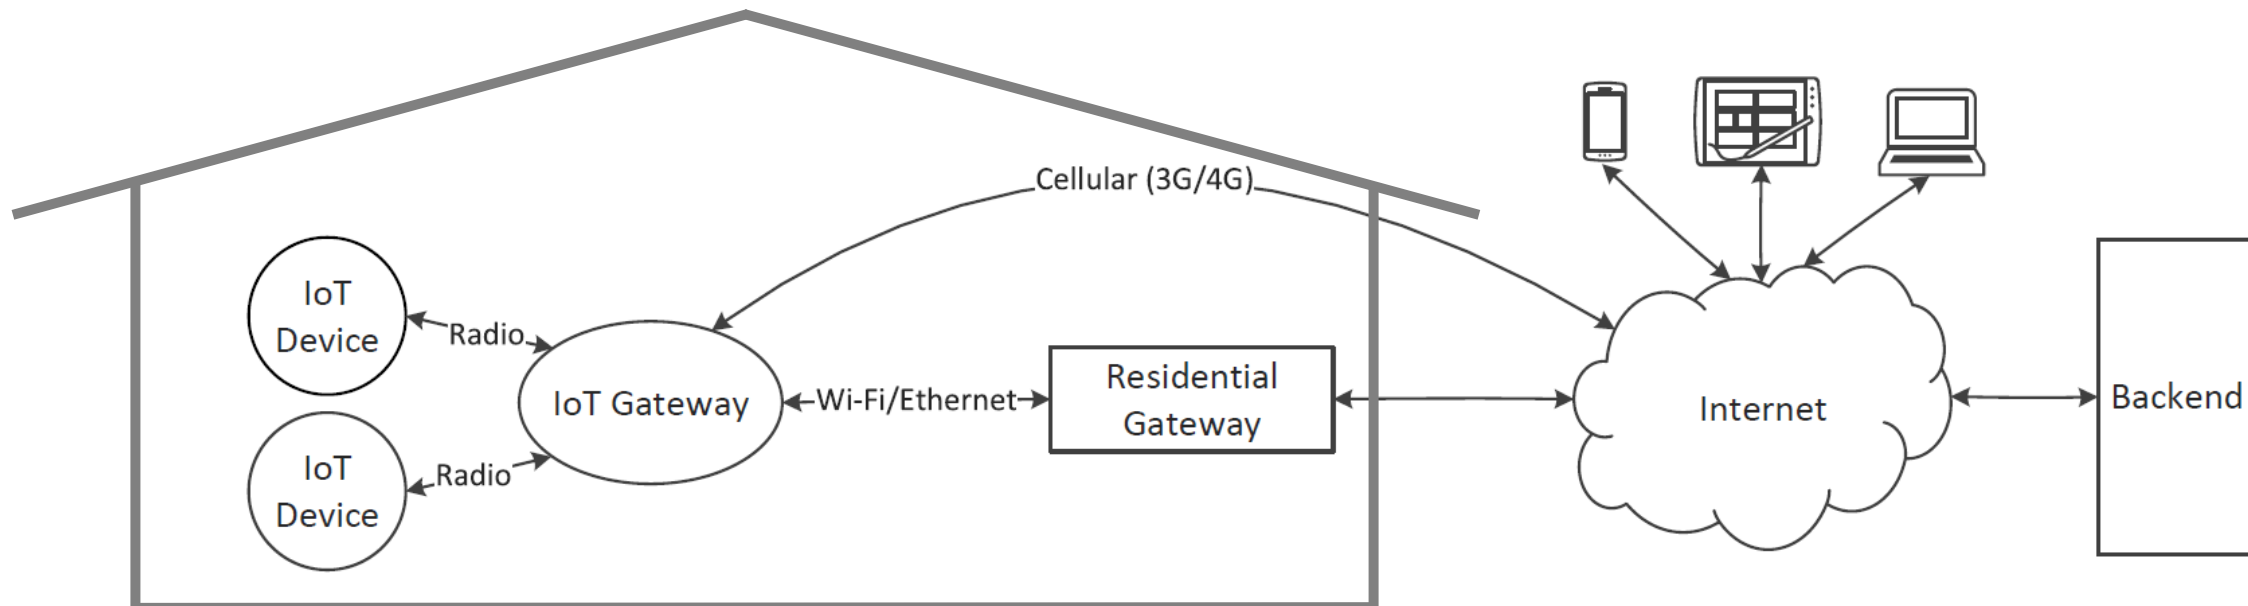 Cellular (3G/4G)
IoT
Device
Radio
IoT Gateway
Wi-Fi/Ethernet
Residential
Gateway
Internet
Backend
IoT
Device
Radio